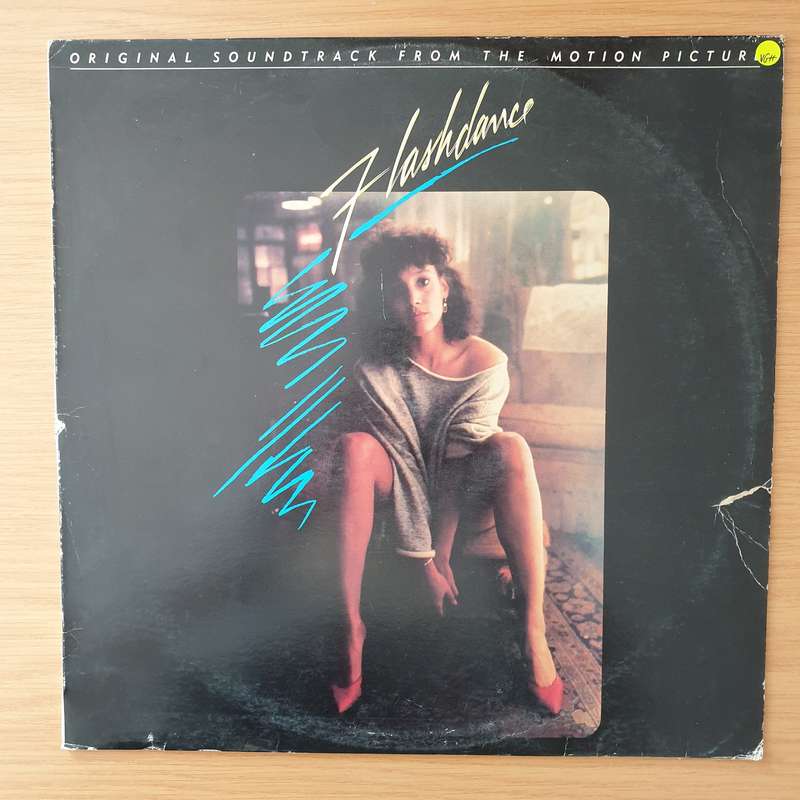 ORIGINAL SOUNDTRACK FROM THE MOTION PICTUR
VG+
Flashdance